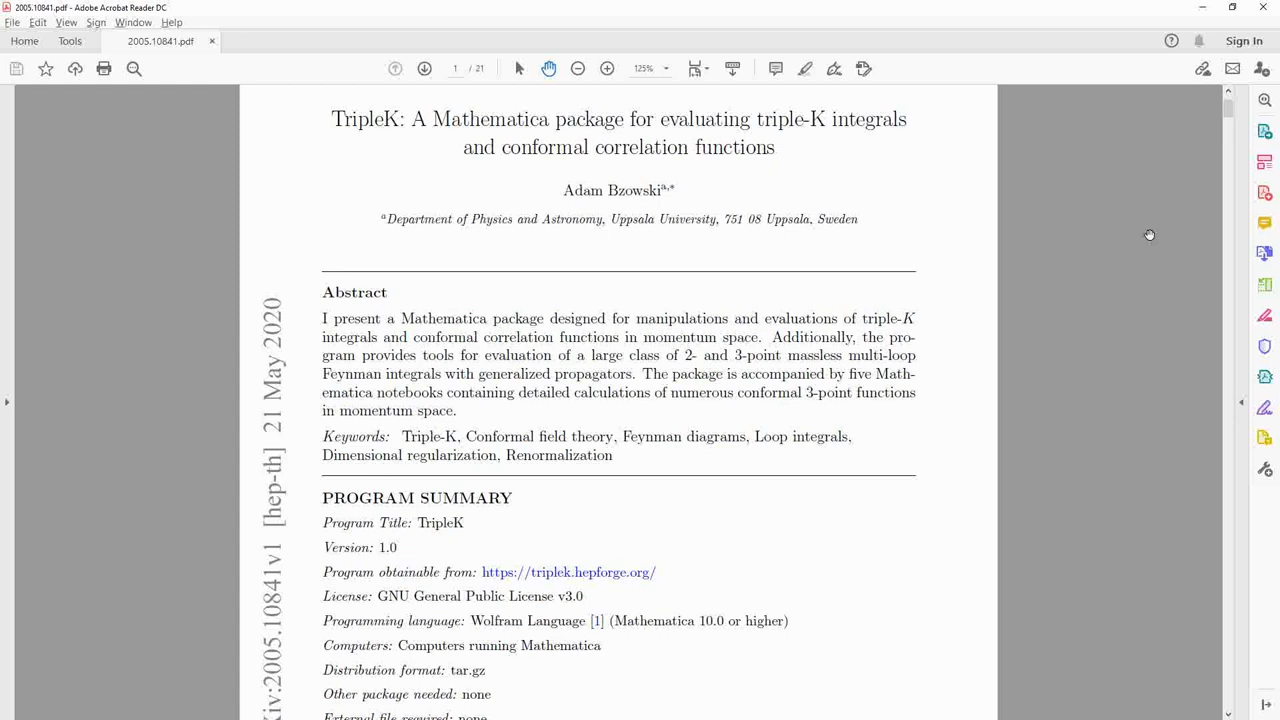 2005.10841.pdf - Adobe Acrobat Reader DC
File Edit View Sign Window Help
Home Tools 2005.10841.pdf × Sign In
1 / 21 125%
TripleK: A Mathematica package for evaluating triple-K integrals
and conformal correlation functions
Adam Bzowskia,*
aDepartment of Physics and Astronomy, Uppsala University, 751 08 Uppsala, Sweden
Abstract
I present a Mathematica package designed for manipulations and evaluations of triple-K
integrals and conformal correlation functions in momentum space. Additionally, the pro-
gram provides tools for evaluation of a large class of 2- and 3-point massless multi-loop
Feynman integrals with generalized propagators. The package is accompanied by five Math-
ematica notebooks containing detailed calculations of numerous conformal 3-point functions
in momentum space.
Keywords: Triple-K, Conformal field theory, Feynman diagrams, Loop integrals,
Dimensional regularization, Renormalization
PROGRAM SUMMARY
Program Title: TripleK
Version: 1.0
Program obtainable from: https://triplek.hepforge.org/
License: GNU General Public License v3.0
Programming language: Wolfram Language [1] (Mathematica 10.0 or higher)
Computers: Computers running Mathematica
Distribution format: tar.gz
Other package needed: none
External file required: none
Xiv:2005.10841v1 [hep-th] 21 May 2020